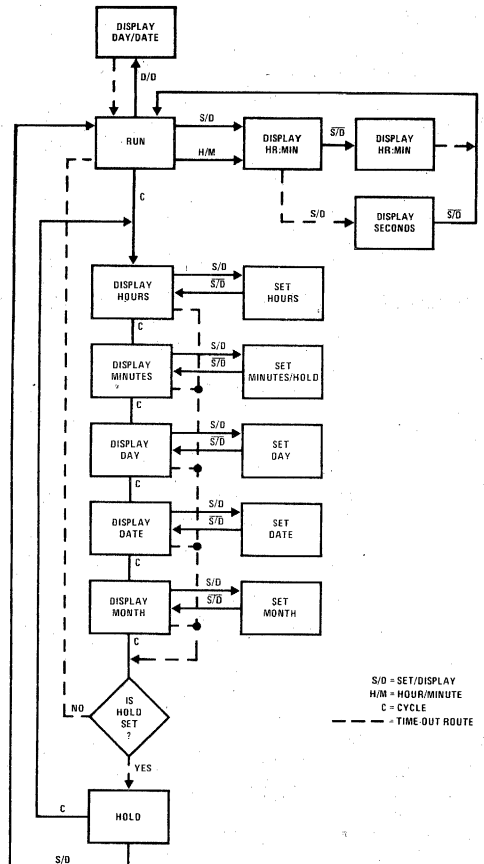 DISPLAY
DAY/DATE
D/D
RUN
S/D
H/M
DISPLAY
HR:MIN
S/D
DISPLAY
HR:MIN
S/D
DISPLAY
SECONDS
S/D
C
DISPLAY
HOURS
S/D
S/D
SET
HOURS
C
DISPLAY
MINUTES
S/D
S/D
SET
MINUTES/HOLD
C
DISPLAY
DAY
S/D
S/D
SET
DAY
C
DISPLAY
DATE
S/D
S/D
SET
DATE
C
DISPLAY
MONTH
S/D
S/D
SET
MONTH
C
IS
HOLD
SET
?
NO
YES
HOLD
C
S/D
S/D = SET/DISPLAY
H/M = HOUR/MINUTE
C = CYCLE
= TIME-OUT ROUTE